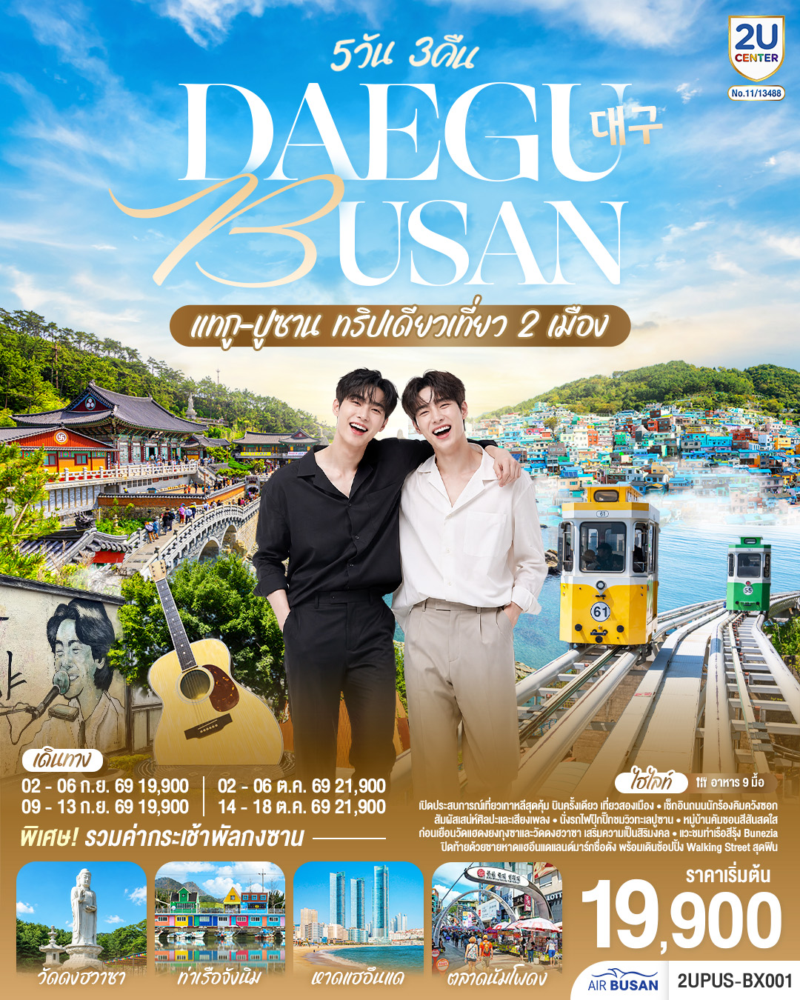 2U
CENTER
No.11/13488
5วัน 3คืน
DAEGU
대구
BUSAN
แทกู-ปูซาน ทริปเดียวเที่ยว 2 เมือง
61
61
55
เดินทาง
02 - 06 ก.ย. 69 19,900
09 - 13 ก.ย. 69 19,900
02 - 06 ต.ค. 69 21,900
14 - 18 ต.ค. 69 21,900
พิเศษ! รวมค่ากระเช้าพัลกงซาน
ไฮไลท์
อาหาร 9 มื้อ
เปิดประสบการณ์เที่ยวเกาหลีสุดคุ้ม บินครั้งเดียว เที่ยวสองเมือง • เช็กอินถนนนักร้องคิมควังซอก
สัมผัสเสน่ห์ศิลปะและเสียงเพลง • นั่งรถไฟปุ๊กปิ๊กชมวิวทะเลปูซาน • หมู่บ้านคัมชอนสีสันสดใส
ก่อนเยือนวัดแฮดงยงกุงซาและวัดดงฮวาซา เสริมความเป็นสิริมงคล • แวะชมท่าเรือสีรุ้ง Bunezia
ปิดท้ายด้วยชายหาดแฮอึนแดแลนด์มาร์กชื่อดัง พร้อมเดินช้อปปิ้ง Walking Street สุดฟิน
วัดดงฮวาซา
ท่าเรือจังนิม
หาดแฮอึนแด
ตลาดนัมโพดง
ราคาเริ่มต้น
19,900
AIR BUSAN
2UPUS-BX001